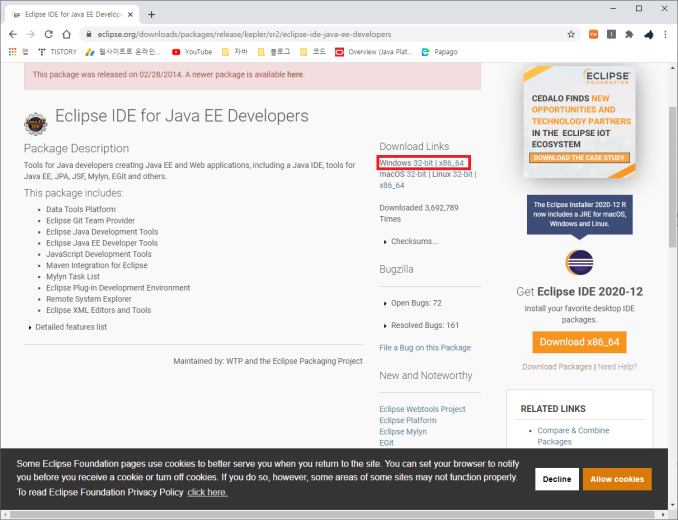 Eclipse IDE for Java EE Develope
eclipse.org/downloads/packages/release/kepler/sr2/eclipse-ide-java-ee-developers
앱 TISTORY 웹사이트로 온라인... YouTube 자바 블로그 코드 Overview (Java Plat... Papago
This package was released on 02/28/2014. A newer package is available here.
Eclipse IDE for Java EE Developers
Package Description
Tools for Java developers creating Java EE and Web applications, including a Java IDE, tools for
Java EE, JPA, JSF, Mylyn, EGit and others.
This package includes:
Data Tools Platform
Eclipse Git Team Provider
Eclipse Java Development Tools
Eclipse Java EE Developer Tools
JavaScript Development Tools
Maven Integration for Eclipse
Mylyn Task List
Eclipse Plug-in Development Environment
Remote System Explorer
Eclipse XML Editors and Tools
Detailed features list
Maintained by: WTP and the Eclipse Packaging Project
Download Links
Windows 32-bit | x86_64
macOS 32-bit | Linux 32-bit |
x86_64
Downloaded 3,692,789
Times
Checksums...
Bugzilla
Open Bugs: 72
Resolved Bugs: 161
File a Bug on this Package
New and Noteworthy
Eclipse Webtools Project
Eclipse Platform
Eclipse Mylyn
EGit
ECLIPSE
FOUNDATION
CEDALO FINDS NEW
OPPORTUNITIES AND
TECHNOLOGY PARTNERS
IN THE ECLIPSE IOT
ECOSYSTEM
DOWNLOAD THE CASE STUDY
The Eclipse Installer 2020-12 R
now includes a JRE for macOS,
Windows and Linux.
Get Eclipse IDE 2020-12
Install your favorite desktop IDE
packages.
Download x86_64
Download Packages | Need Help?
RELATED LINKS
Compare & Combine
Packages
Some Eclipse Foundation pages use cookies to better serve you when you return to the site. You can set your browser to notify
you before you receive a cookie or turn off cookies. If you do so, however, some areas of some sites may not function properly.
To read Eclipse Foundation Privacy Policy click here.
Decline
Allow cookies